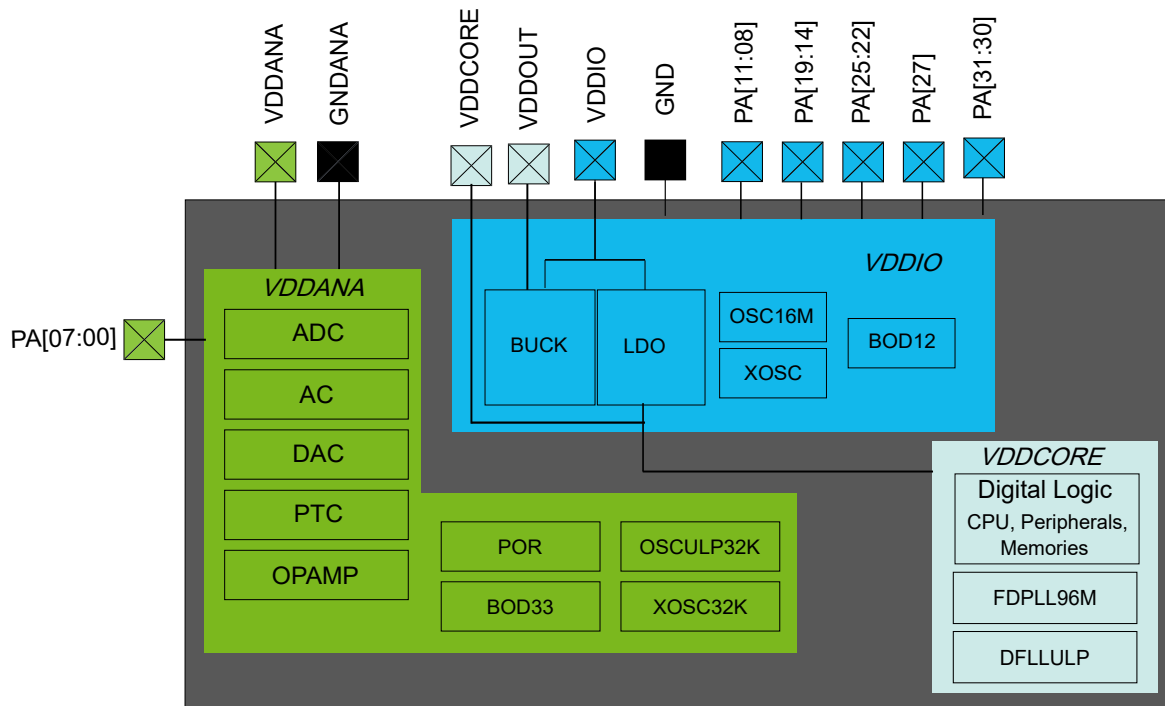 VDDANA
GNDANA
VDDCORE
VDDOUT
VDDIO
GND
PA[11:08]
PA[19:14]
PA[25:22]
PA[27]
PA[31:30]
PA[07:00]
VDDANA
ADC
AC
DAC
PTC
OPAMP
POR
OSCULP32K
BOD33
XOSC32K
VDDIO
BUCK
LDO
OSC16M
XOSC
BOD12
VDDCORE
Digital Logic
CPU, Peripherals,
Memories
FDPLL96M
DFLLULP